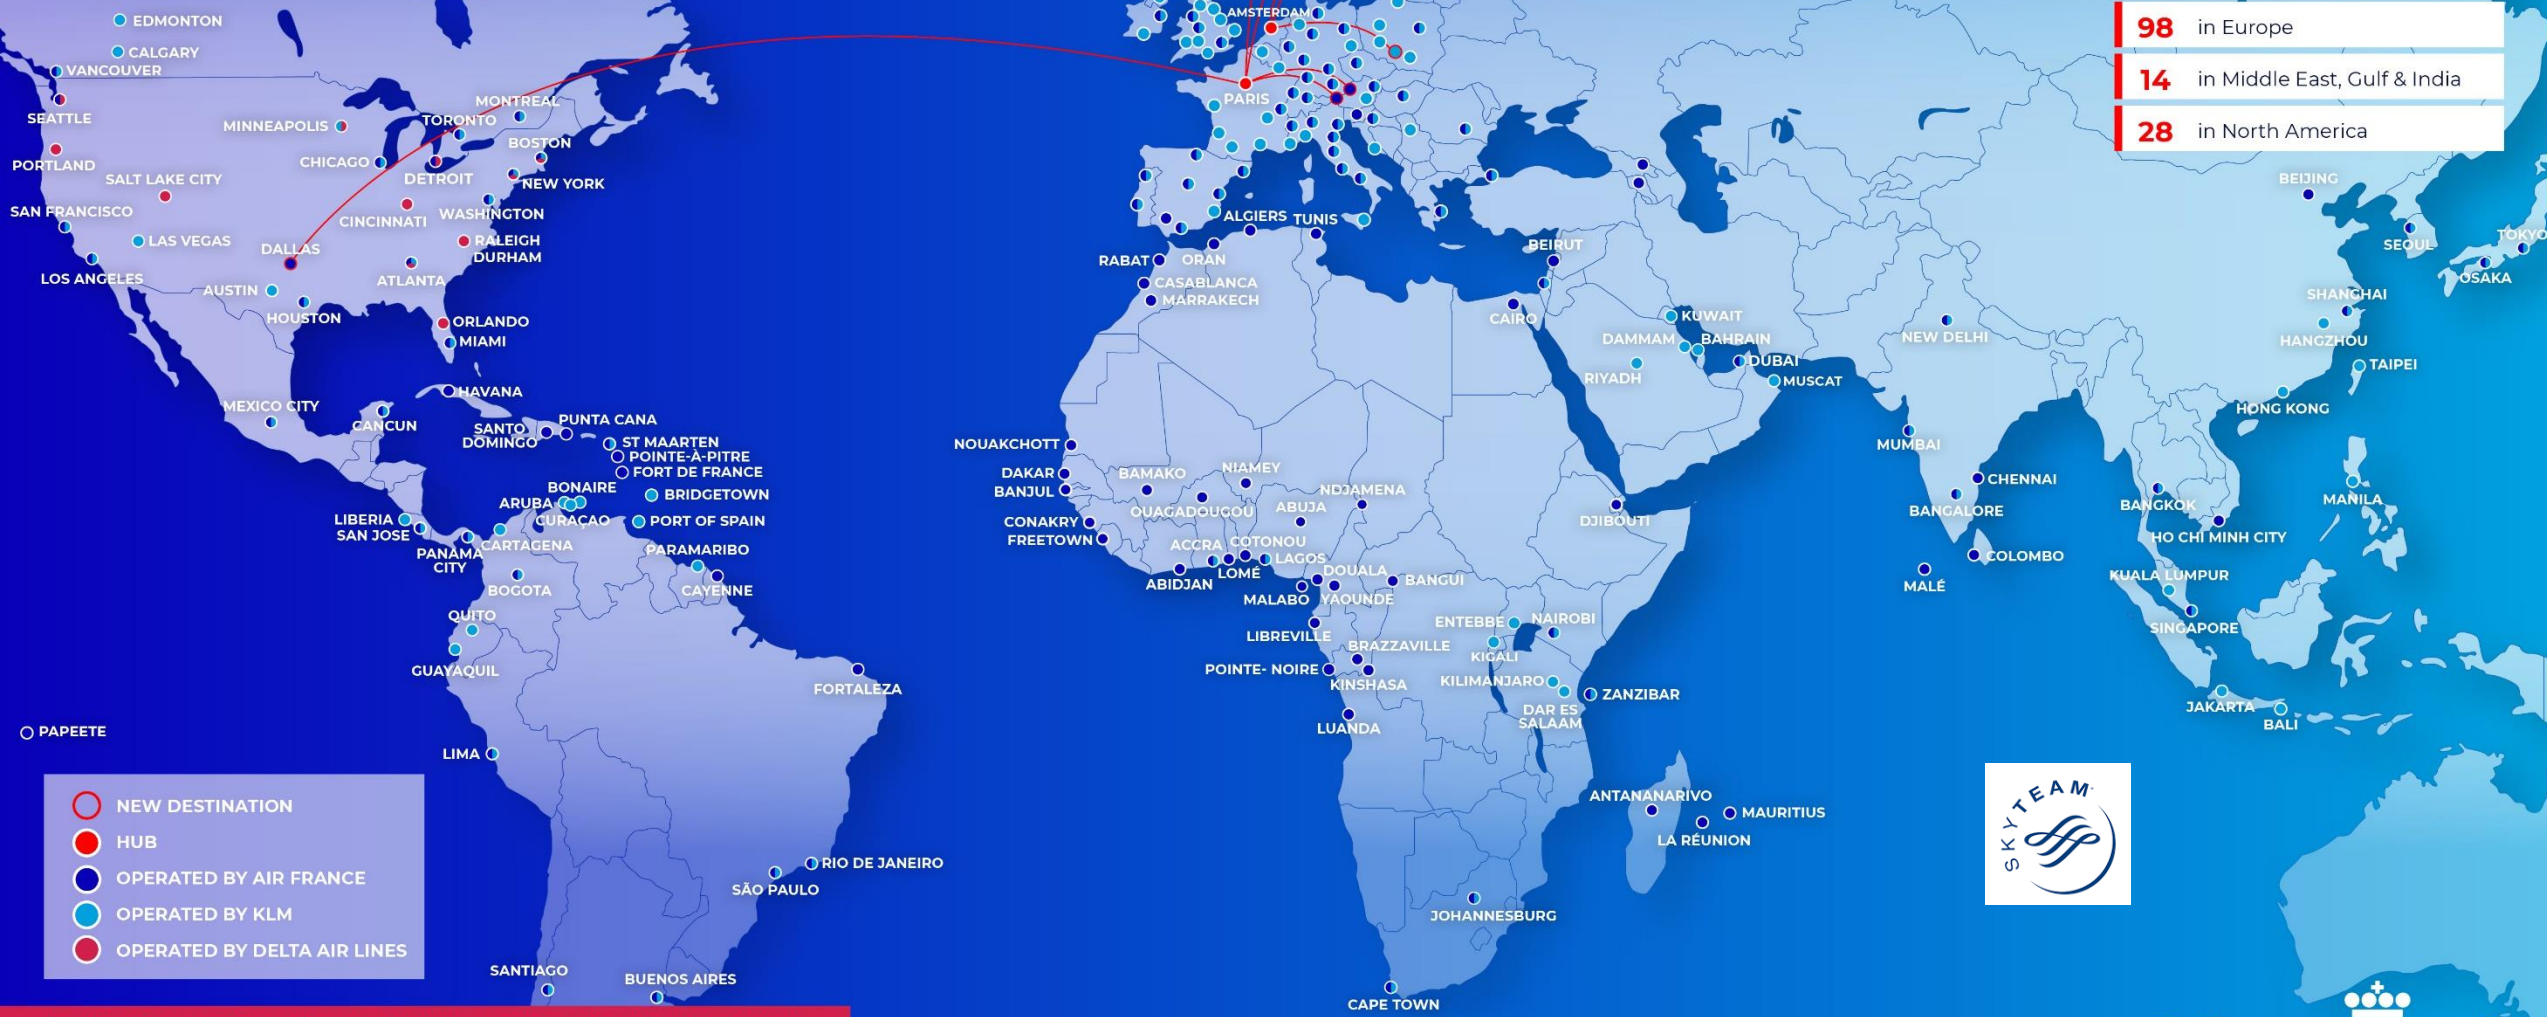 98 in Europe
14 in Middle East, Gulf & India
28 in North America
EDMONTON
CALGARY
VANCOUVER
SEATTLE
PORTLAND
SALT LAKE CITY
SAN FRANCISCO
LAS VEGAS
LOS ANGELES
MINNEAPOLIS
CHICAGO
TORONTO
MONTREAL
BOSTON
DETROIT
NEW YORK
CINCINNATI
WASHINGTON
RALEIGH
DURHAM
DALLAS
AUSTIN
HOUSTON
ATLANTA
ORLANDO
MIAMI
HAVANA
MEXICO CITY
CANCUN
SANTO
DOMINGO
PUNTA CANA
ST MAARTEN
POINTE-À-PITRE
FORT DE FRANCE
BONAIRE
ARUBA
CURAÇAO
BRIDGETOWN
PORT OF SPAIN
LIBERIA
SAN JOSE
PANAMA
CITY
CARTAGENA
PARAMARIBO
BOGOTA
CAYENNE
QUITO
GUAYAQUIL
FORTALEZA
PAPEETE
LIMA
RIO DE JANEIRO
SÃO PAULO
SANTIAGO
BUENOS AIRES
AMSTERDAM
PARIS
ALGIERS
TUNIS
RABAT
ORAN
CASABLANCA
MARRAKECH
BEIRUT
CAIRO
KUWAIT
DAMMAM
BAHRAIN
RIYADH
DUBAI
MUSCAT
NOUAKCHOTT
DAKAR
BANJUL
BAMAKO
NIAMEY
OUAGADOUGOU
ABUJA
NDJAMENA
CONAKRY
FREETOWN
ACCRA
COTONOU
LAGOS
LOMÉ
ABIDJAN
DOUALA
BANGUI
MALABO
YAOUNDE
LIBREVILLE
BRAZZAVILLE
POINTE- NOIRE
KINSHASA
LUANDA
DJIBOUTI
ENTEBBE
NAIROBI
KIGALI
KILIMANJARO
DAR ES
SALAAM
ZANZIBAR
ANTANANARIVO
MAURITIUS
LA RÉUNION
JOHANNESBURG
CAPE TOWN
NEW DELHI
MUMBAI
CHENNAI
BANGALORE
COLOMBO
MALÉ
BEIJING
SEOUL
TOKYO
OSAKA
SHANGHAI
HANGZHOU
TAIPEI
HONG KONG
MANILA
BANGKOK
HO CHI MINH CITY
KUALA LUMPUR
SINGAPORE
JAKARTA
BALI
NEW DESTINATION
HUB
OPERATED BY AIR FRANCE
OPERATED BY KLM
OPERATED BY DELTA AIR LINES
SKYTEAM